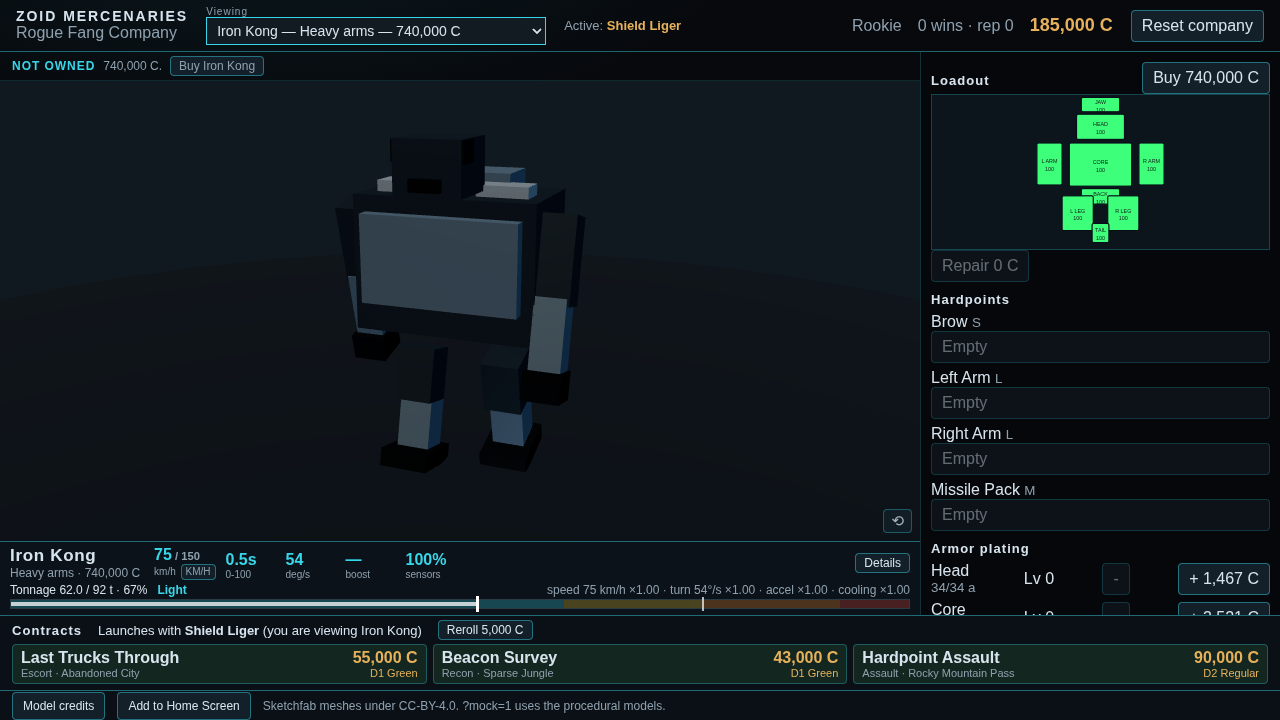 ZOID MERCENARIES
Rogue Fang Company
Viewing
Iron Kong — Heavy arms — 740,000 C
Active: Shield Liger
Rookie 0 wins · rep 0 185,000 C
Reset company
NOT OWNED 740,000 C. Buy Iron Kong
Loadout
Buy 740,000 C
JAW
100
HEAD
100
L ARM
100
CORE
100
R ARM
100
BACK
100
L LEG
100
R LEG
100
TAIL
100
Repair 0 C
Hardpoints
Brow S
Empty
Left Arm L
Empty
Right Arm L
Empty
Missile Pack M
Empty
Armor plating
Head
34/34 a
Lv 0
-
+ 1,467 C
Core
⟲
Iron Kong
Heavy arms · 740,000 C
75 / 150
km/h KM/H
0.5s
0-100
54
deg/s
—
boost
100%
sensors
Details
Tonnage 62.0 / 92 t · 67% Light
speed 75 km/h ×1.00 · turn 54°/s ×1.00 · accel ×1.00 · cooling ×1.00
Contracts Launches with Shield Liger (you are viewing Iron Kong) Reroll 5,000 C
Last Trucks Through 55,000 C
Escort · Abandoned City D1 Green
Beacon Survey 43,000 C
Recon · Sparse Jungle D1 Green
Hardpoint Assault 90,000 C
Assault · Rocky Mountain Pass D2 Regular
Model credits
Add to Home Screen
Sketchfab meshes under CC-BY-4.0. ?mock=1 uses the procedural models.